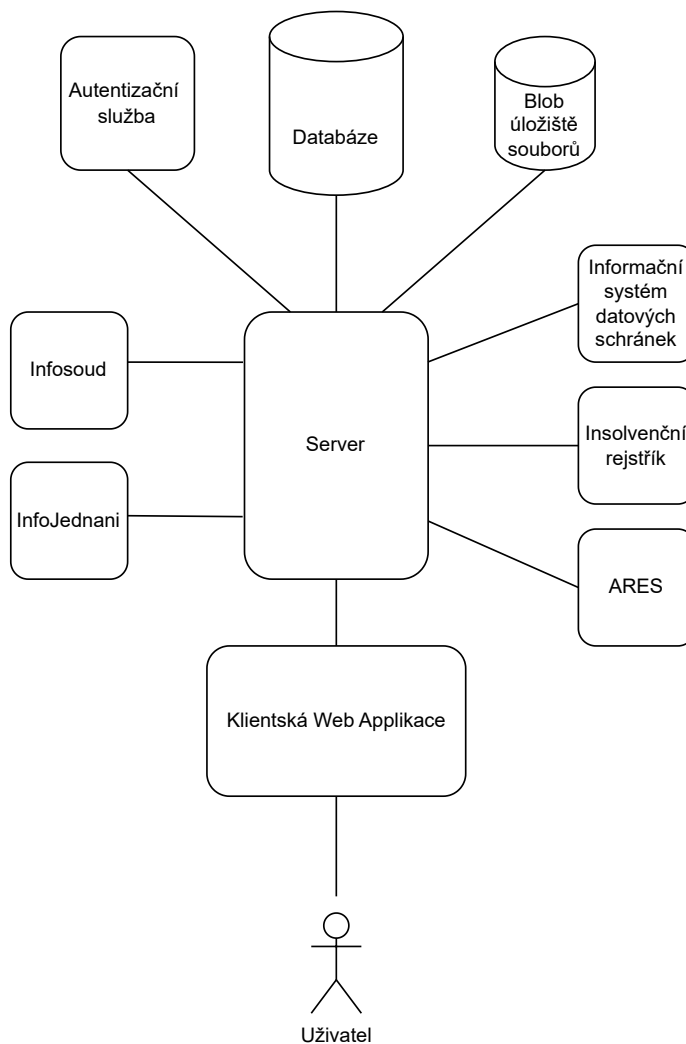 Autentizační
služba
Databáze
Blob
úložiště
souborů
Informační
systém
datových
schránek
Infosoud
Server
Insolvenční
rejstřík
InfoJednani
ARES
Klientská Web Applikace
Uživatel